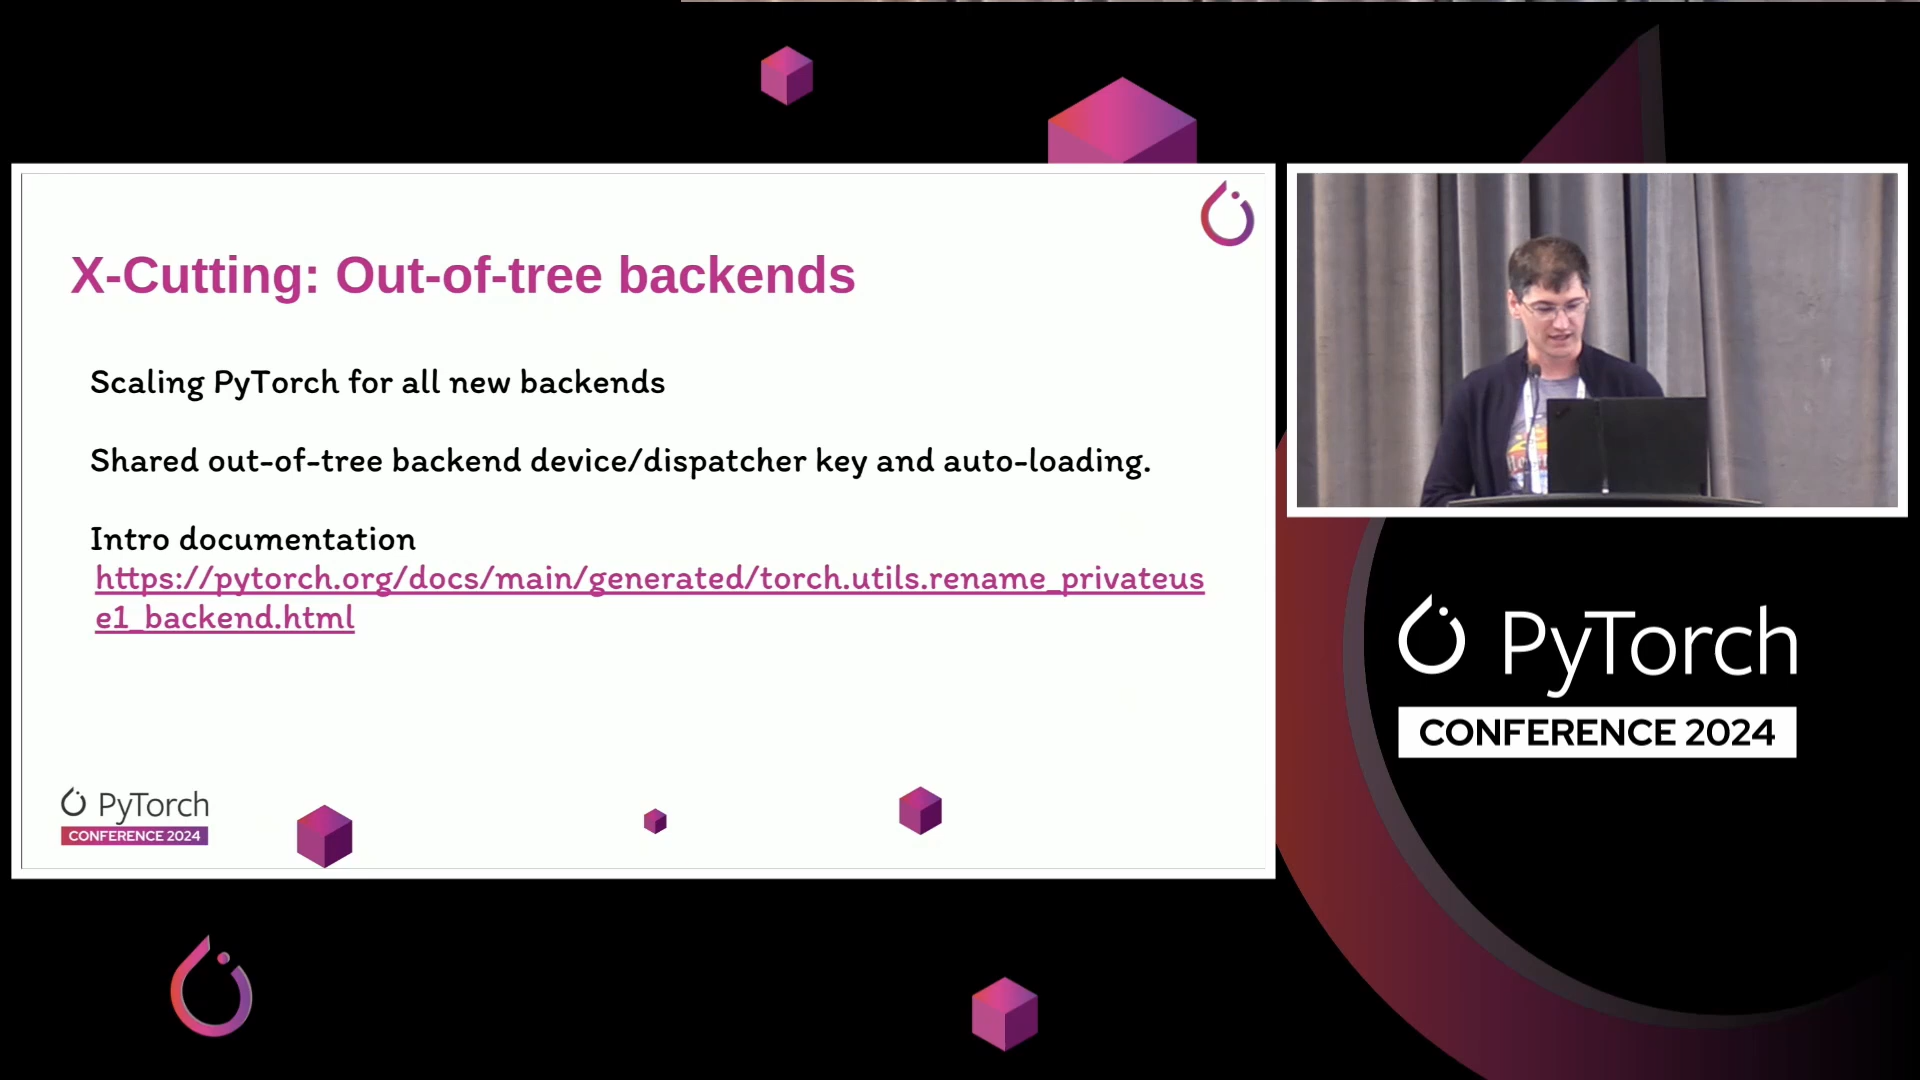 X-Cutting: Out-of-tree backends
Scaling PyTorch for all new backends
Shared out-of-tree backend device/dispatcher key and auto-loading.
Intro documentation
https://pytorch.org/docs/main/generated/torch.utils.rename_privateus
e1_backend.html
PyTorch
CONFERENCE 2024
PyTorch
CONFERENCE 2024